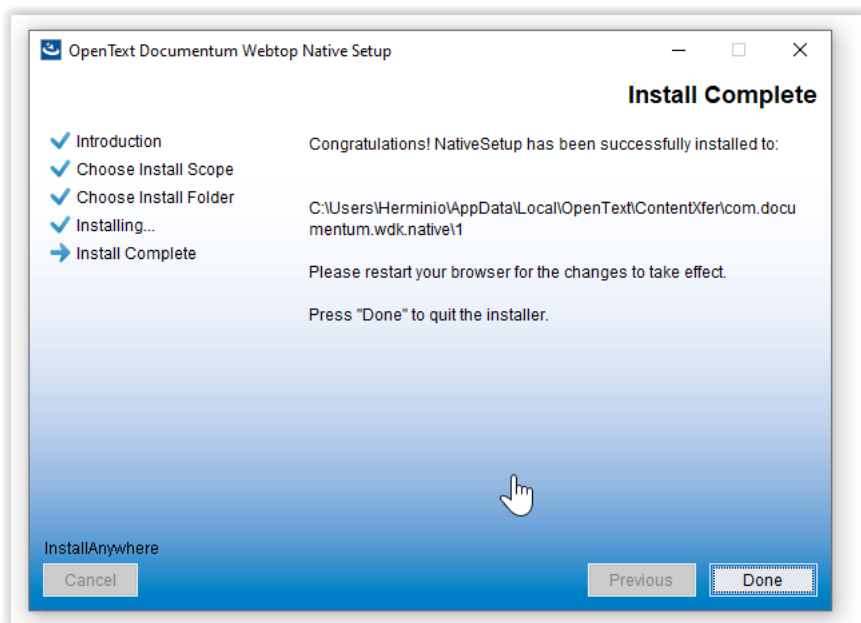 OpenText Documentum Webtop Native Setup
Install Complete
Introduction
Choose Install Scope
Choose Install Folder
Installing...
Install Complete
Congratulations! NativeSetup has been successfully installed to:
C:\Users\Herminio\AppData\Local\OpenText\ContentXfer\com.docu
mentum.wdk.native\1
Please restart your browser for the changes to take effect.
Press "Done" to quit the installer.
InstallAnywhere
Cancel
Previous
Done